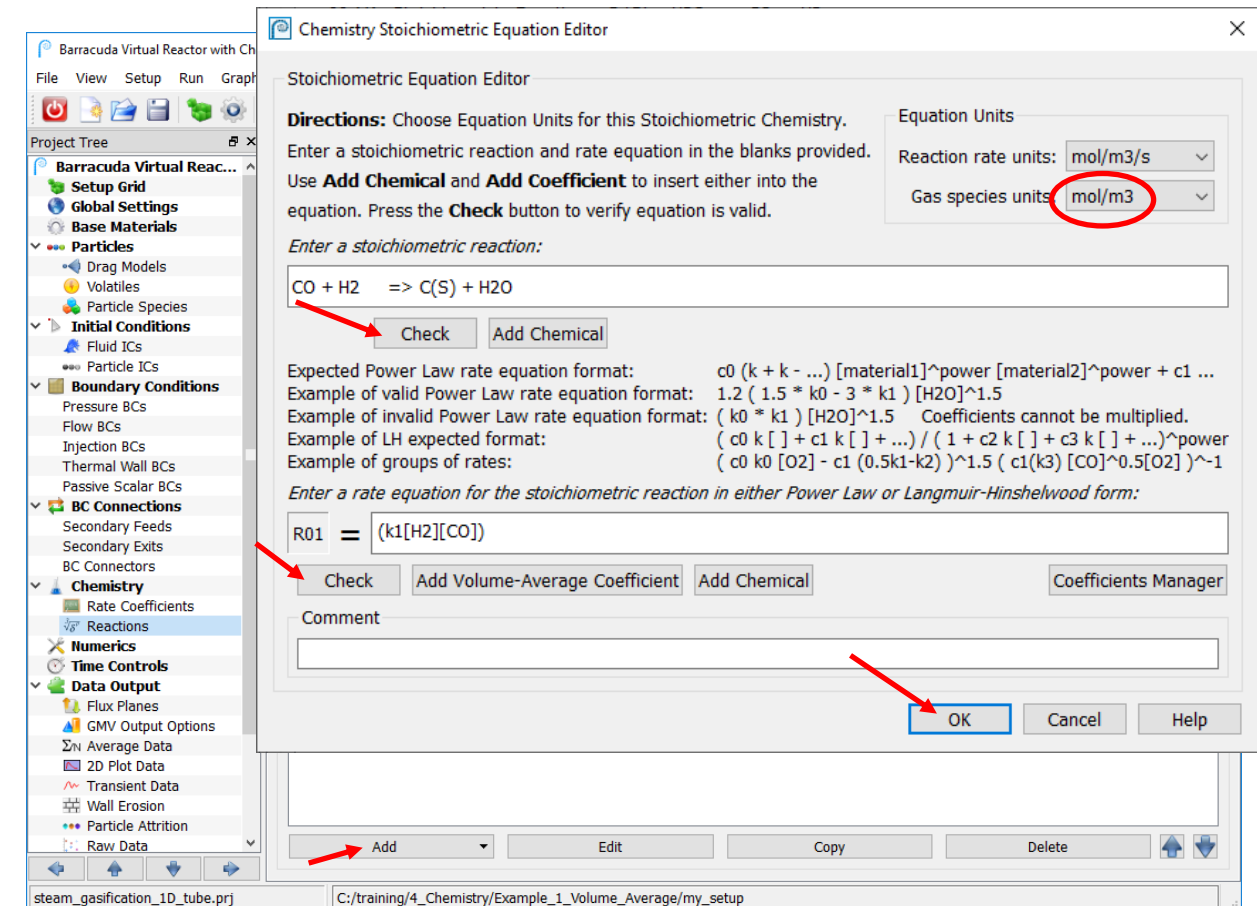 Chemistry Stoichiometric Equation Editor
Barracuda Virtual Reactor with Ch
File View Setup Run Graph
Project Tree
Barracuda Virtual Reac...
Setup Grid
Global Settings
Base Materials
Particles
Drag Models
Volatiles
Particle Species
Initial Conditions
Fluid ICs
Particle ICs
Boundary Conditions
Pressure BCs
Flow BCs
Injection BCs
Thermal Wall BCs
Passive Scalar BCs
BC Connections
Secondary Feeds
Secondary Exits
BC Connectors
Chemistry
Rate Coefficients
Reactions
Numerics
Time Controls
Data Output
Flux Planes
GMV Output Options
Σ/N Average Data
2D Plot Data
Transient Data
Wall Erosion
Particle Attrition
Raw Data
Stoichiometric Equation Editor
Directions: Choose Equation Units for this Stoichiometric Chemistry.
Enter a stoichiometric reaction and rate equation in the blanks provided.
Use Add Chemical and Add Coefficient to insert either into the
equation. Press the Check button to verify equation is valid.
Equation Units
Reaction rate units: mol/m3/s
Gas species units: mol/m3
Enter a stoichiometric reaction:
CO + H2 => C(S) + H2O
Check Add Chemical
Expected Power Law rate equation format: c0 (k + k - ...) [material1]^power [material2]^power + c1 ...
Example of valid Power Law rate equation format: 1.2 ( 1.5 * k0 - 3 * k1 ) [H2O]^1.5
Example of invalid Power Law rate equation format: ( k0 * k1 ) [H2O]^1.5 Coefficients cannot be multiplied.
Example of LH expected format: ( c0 k [ ] + c1 k [ ] + ...) / ( 1 + c2 k [ ] + c3 k [ ] + ...)^power
Example of groups of rates: ( c0 k0 [O2] - c1 (0.5k1-k2) )^1.5 ( c1(k3) [CO]^0.5[O2] )^-1
Enter a rate equation for the stoichiometric reaction in either Power Law or Langmuir-Hinshelwood form:
R01 = (k1[H2][CO])
Check Add Volume-Average Coefficient Add Chemical Coefficients Manager
Comment
OK Cancel Help
Add Edit Copy Delete
steam_gasification_1D_tube.prj C:/training/4_Chemistry/Example_1_Volume_Average/my_setup